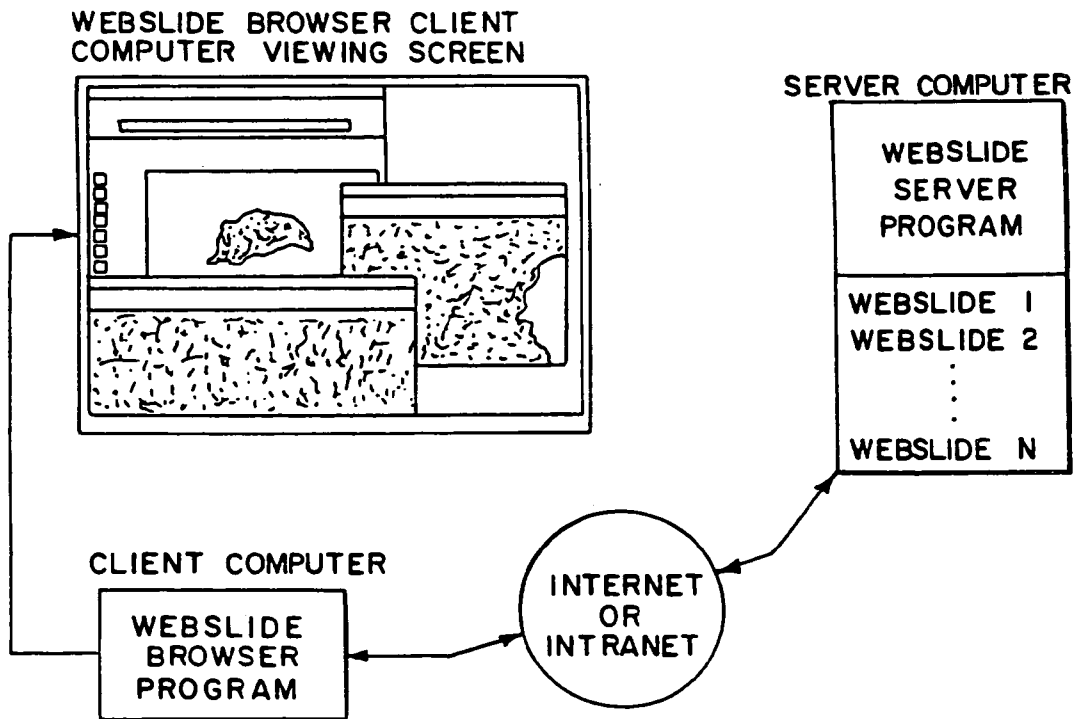 WEBSLIDE BROWSER CLIENT
COMPUTER VIEWING SCREEN
SERVER COMPUTER
WEBSLIDE
SERVER
PROGRAM
WEBSLIDE 1
WEBSLIDE 2
WEBSLIDE N
CLIENT COMPUTER
WEBSLIDE
BROWSER
PROGRAM
INTERNET
OR
INTRANET